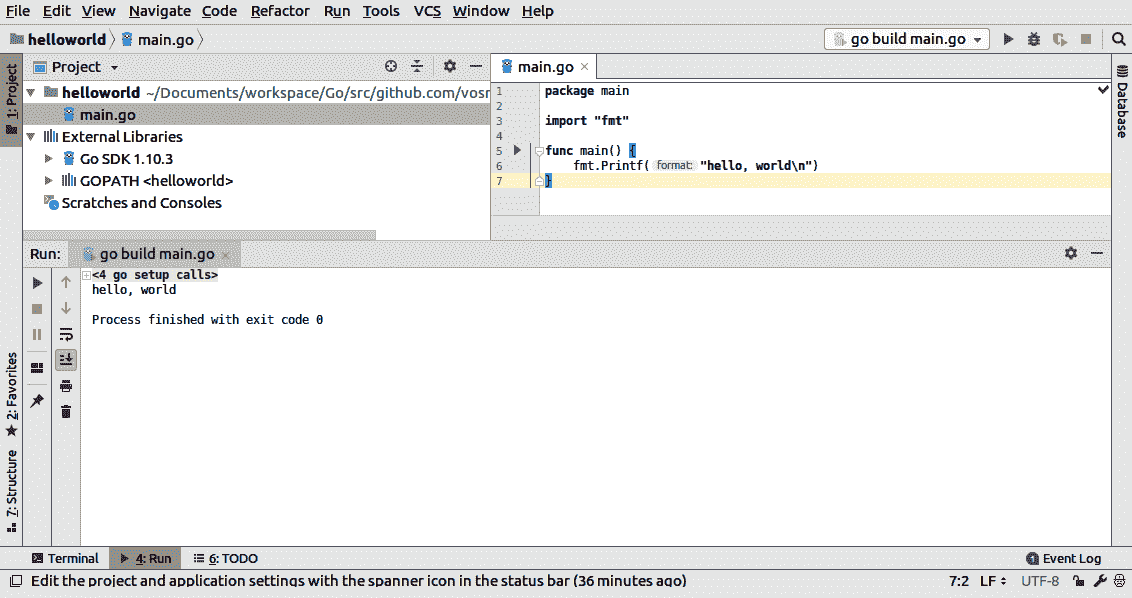 File Edit View Navigate Code Refactor Run Tools VCS Window Help
helloworld main.go go build main.go
1: Project
Project
main.go
helloworld ~/Documents/workspace/Go/src/github.com/vosr
main.go
External Libraries
Go SDK 1.10.3
GOPATH <helloworld>
Scratches and Consoles
1 package main
2
3 import "fmt"
4
5 func main() {
6 fmt.Printf( format: "hello, world\n")
7 }
Database
Run: go build main.go
<4 go setup calls>
hello, world
Process finished with exit code 0
2: Favorites
7: Structure
Terminal 4: Run 6: TODO 1 Event Log
Edit the project and application settings with the spanner icon in the status bar (36 minutes ago) 7:2 LF UTF-8